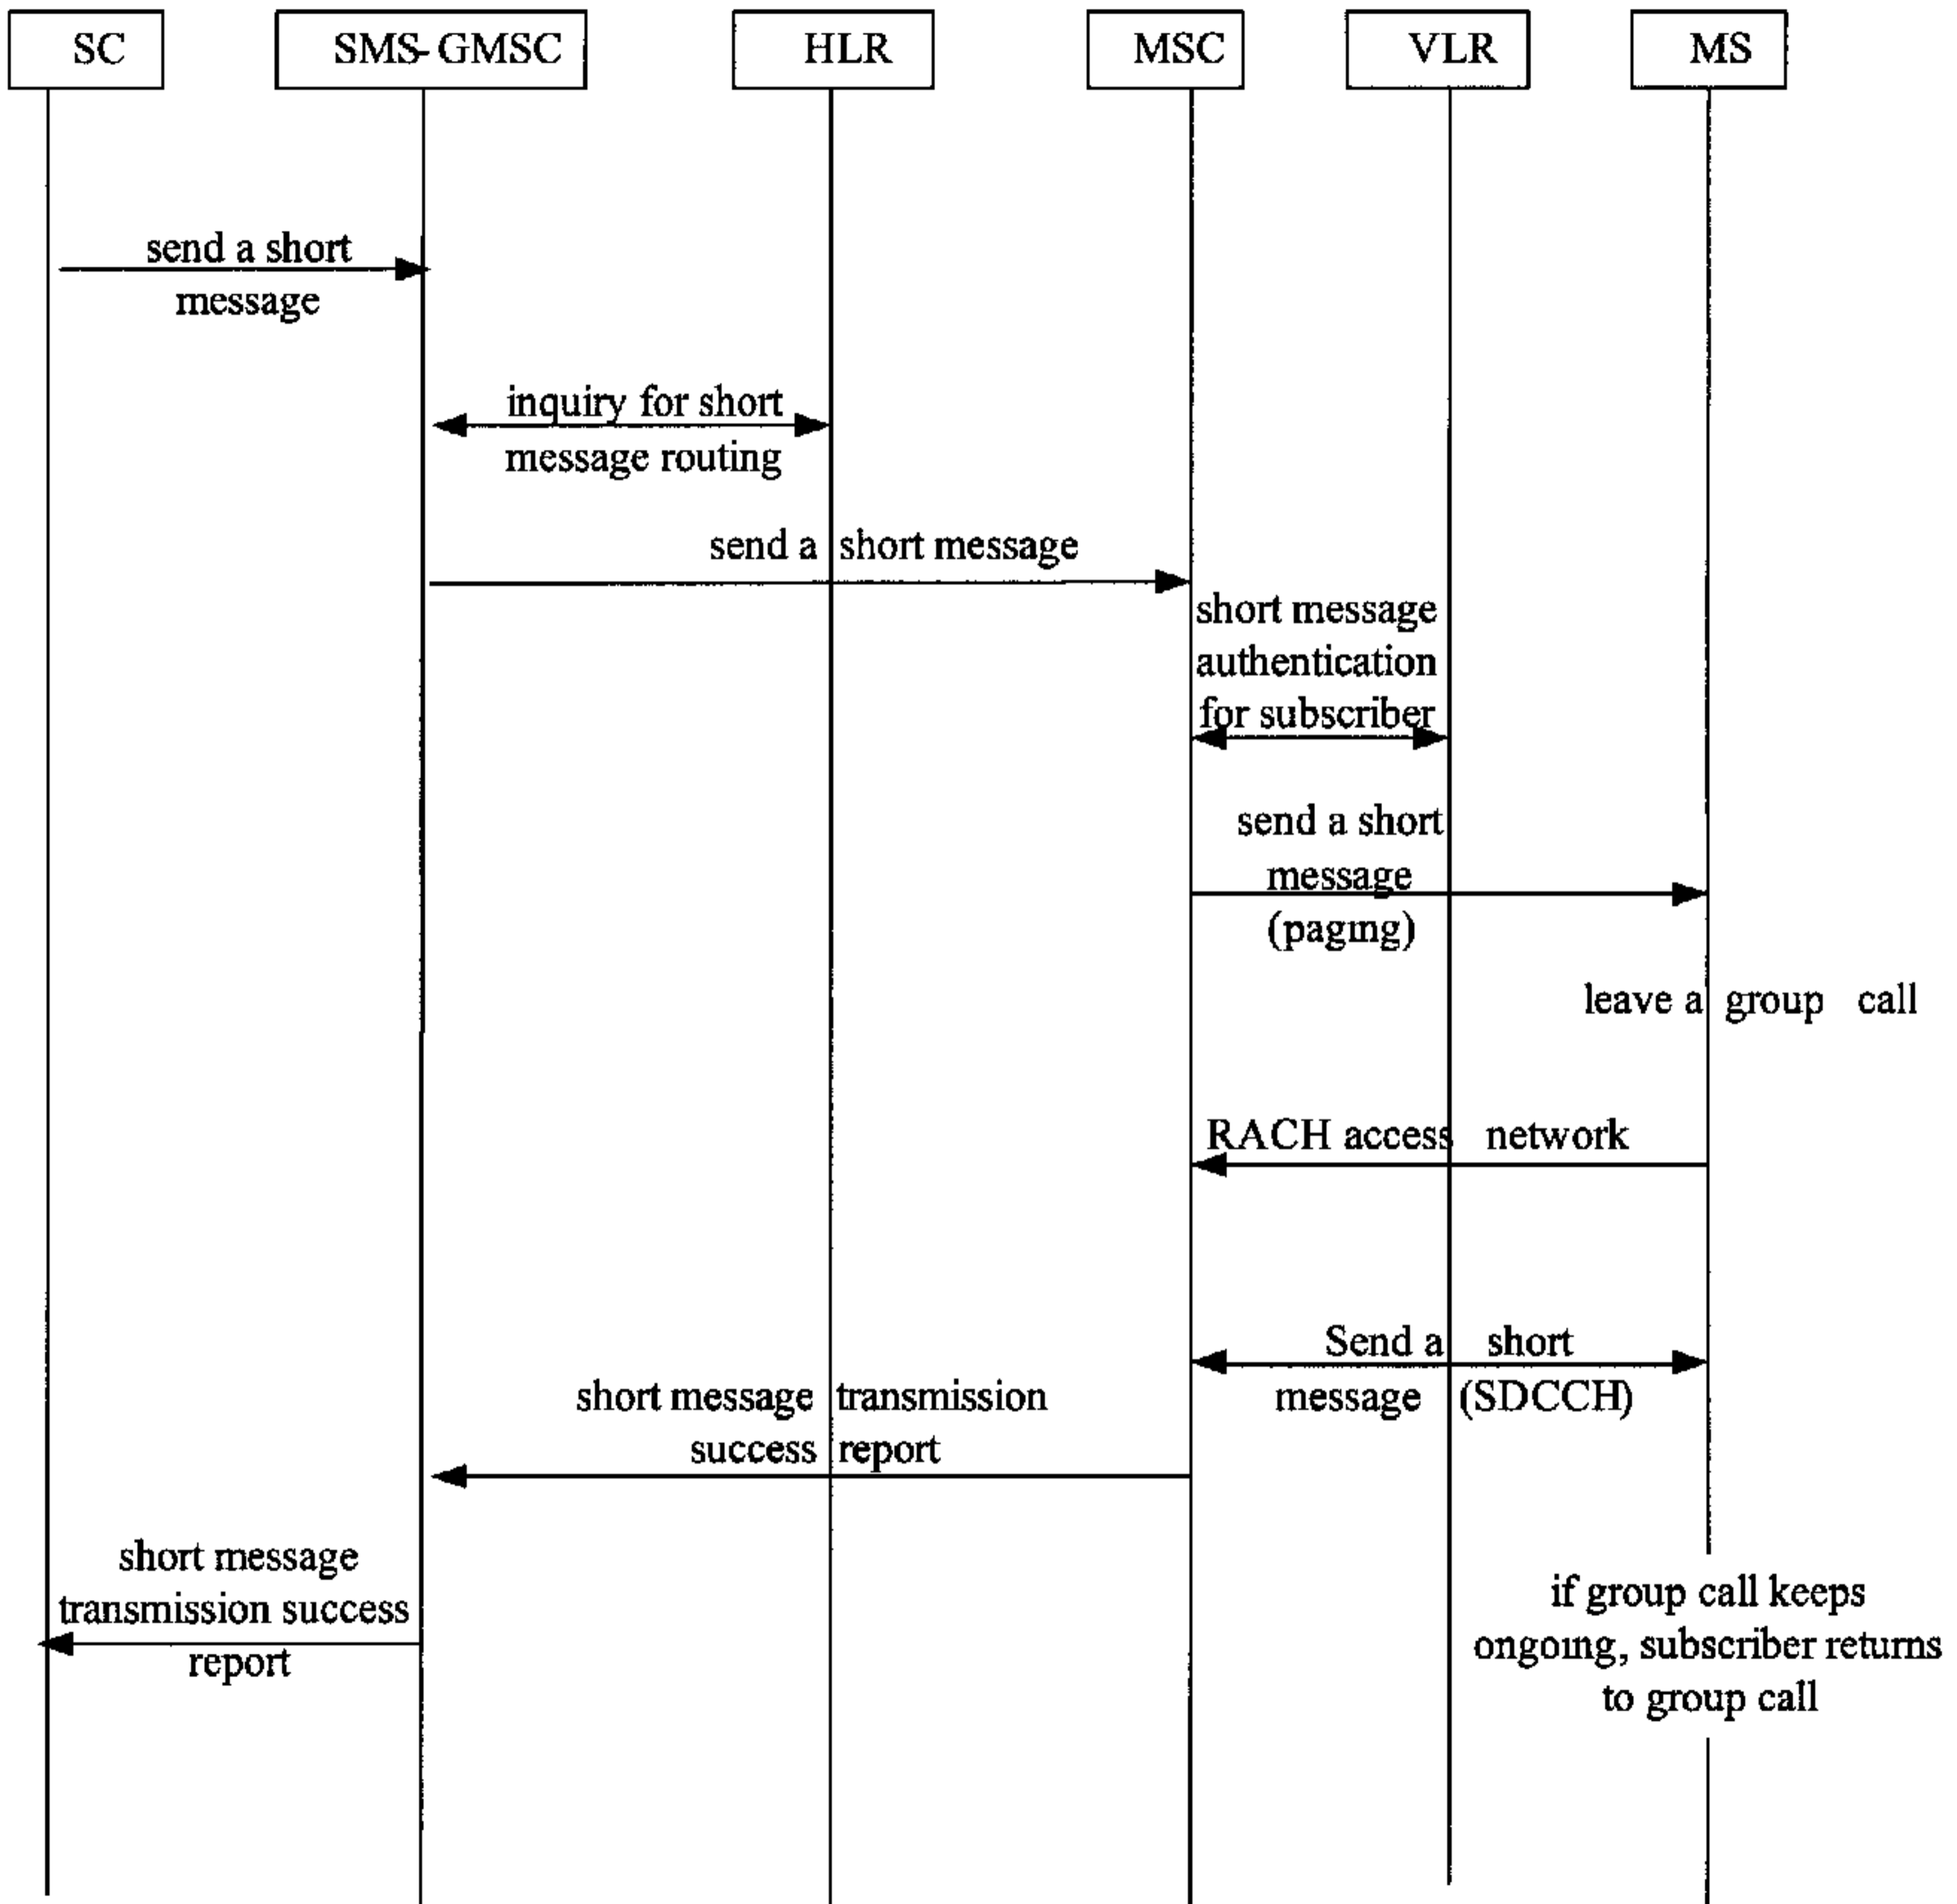 SC
SMS-GMSC
HLR
MSC
VLR
MS
send a short
message
inquiry for short
message routing
send a short message
short message
authentication
for subscriber
send a short
message
(paging)
leave a group call
RACH access network
Send a short
message (SDCCH)
short message transmission
success report
short message
transmission success
report
if group call keeps
ongoing, subscriber returns
to group call